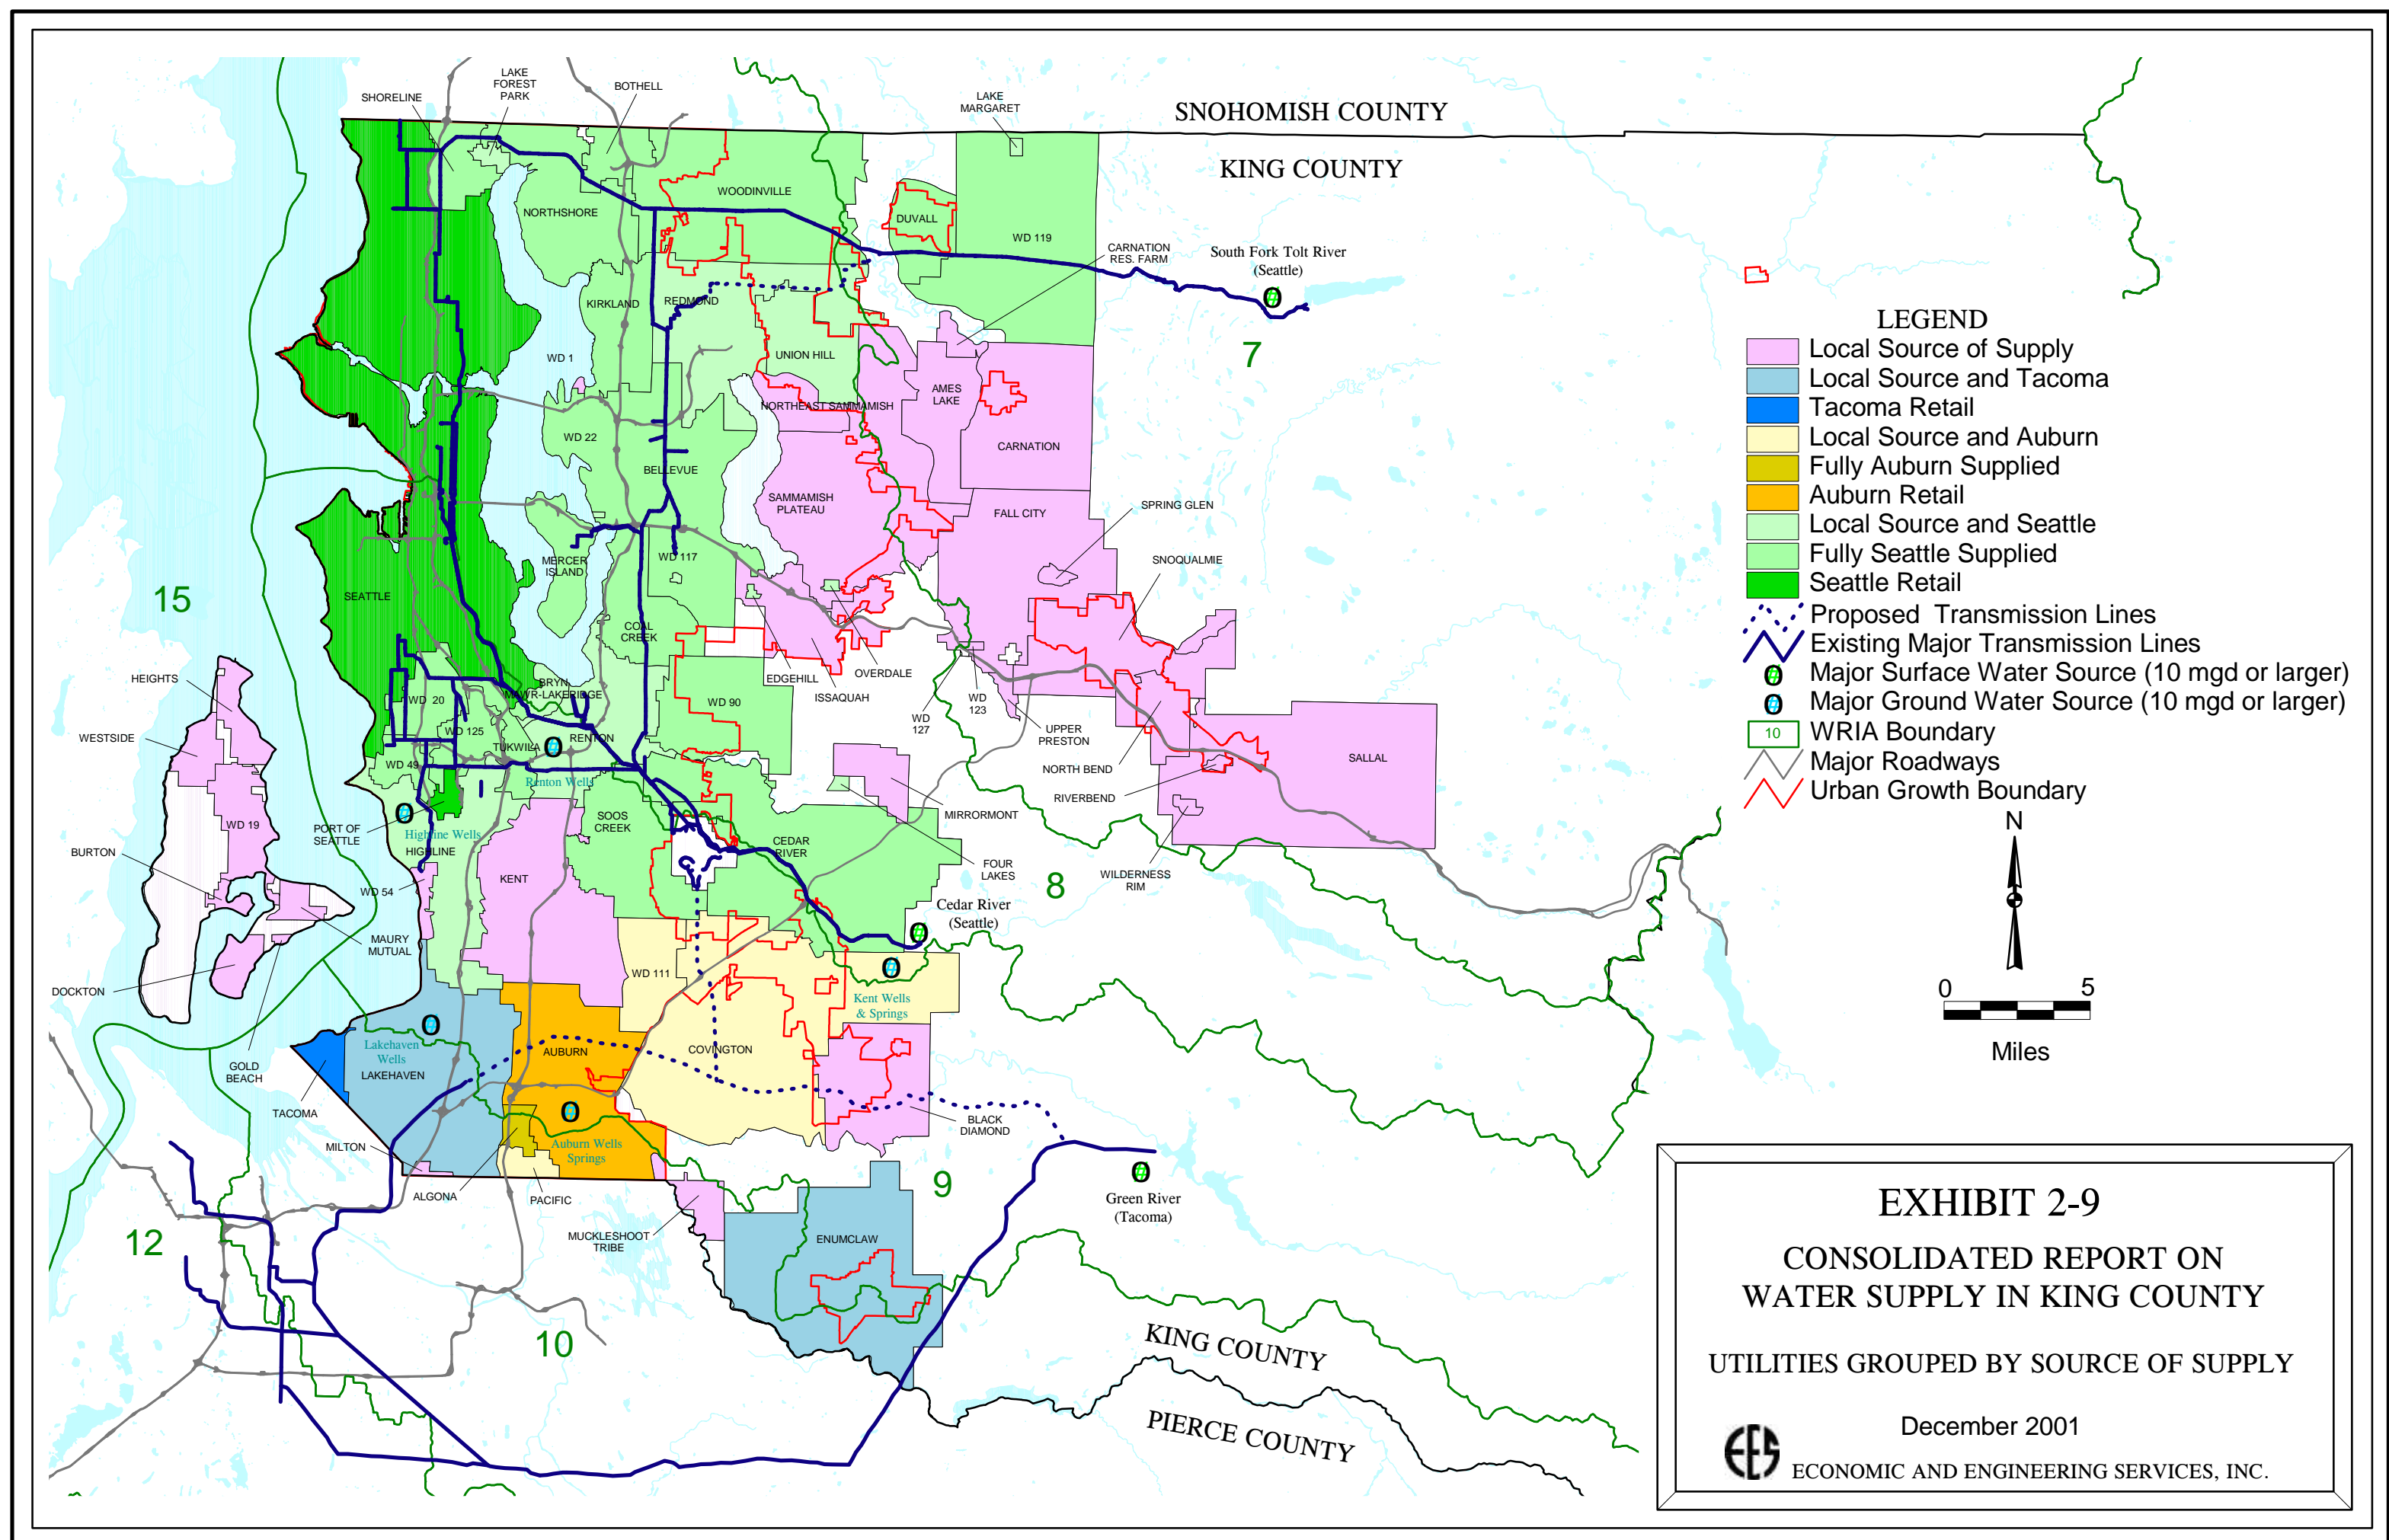 SNOHOMISH COUNTY
KING COUNTY
LAKE
FOREST
PARK
SHORELINE
BOTHELL
LAKE
MARGARET
WOODINVILLE
NORTHSHORE
DUVALL
WD 119
CARNATION
RES. FARM
South Fork Tolt River
(Seattle)
KIRKLAND
REDMOND
7
WD 1
UNION HILL
AMES
LAKE
NORTHEAST SAMMAMISH
WD 22
CARNATION
BELLEVUE
SAMMAMISH
PLATEAU
FALL CITY
SPRING GLEN
SNOQUALMIE
WD 117
MERCER
ISLAND
SEATTLE
15
COAL
CREEK
OVERDALE
EDGEHILL
ISSAQUAH
HEIGHTS
BRYN
MAWR-LAKERIDGE
WD 20
WD 90
WD
123
WD
127
UPPER
PRESTON
WESTSIDE
WD 125
TUKWILA
RENTON
WD 49
Renton Wells
NORTH BEND
SALLAL
RIVERBEND
MIRRORMONT
WD 19
PORT OF
SEATTLE
SOOS
CREEK
Highline Wells
HIGHLINE
CEDAR
RIVER
BURTON
FOUR
LAKES
KENT
WD 54
WILDERNESS
RIM
8
Cedar River
(Seattle)
MAURY
MUTUAL
WD 111
DOCKTON
Kent Wells
& Springs
Lakehaven
Wells
LAKEHAVEN
AUBURN
COVINGTON
GOLD
BEACH
TACOMA
BLACK
DIAMOND
MILTON
Auburn Wells
Springs
ALGONA
PACIFIC
9
Green River
(Tacoma)
MUCKLESHOOT
TRIBE
ENUMCLAW
12
10
KING COUNTY
PIERCE COUNTY
LEGEND
Local Source of Supply
Local Source and Tacoma
Tacoma Retail
Local Source and Auburn
Fully Auburn Supplied
Auburn Retail
Local Source and Seattle
Fully Seattle Supplied
Seattle Retail
Proposed Transmission Lines
Existing Major Transmission Lines
Major Surface Water Source (10 mgd or larger)
Major Ground Water Source (10 mgd or larger)
10 WRIA Boundary
Major Roadways
Urban Growth Boundary
N
0 5
Miles
EXHIBIT 2-9
CONSOLIDATED REPORT ON
WATER SUPPLY IN KING COUNTY
UTILITIES GROUPED BY SOURCE OF SUPPLY
December 2001
EES ECONOMIC AND ENGINEERING SERVICES, INC.